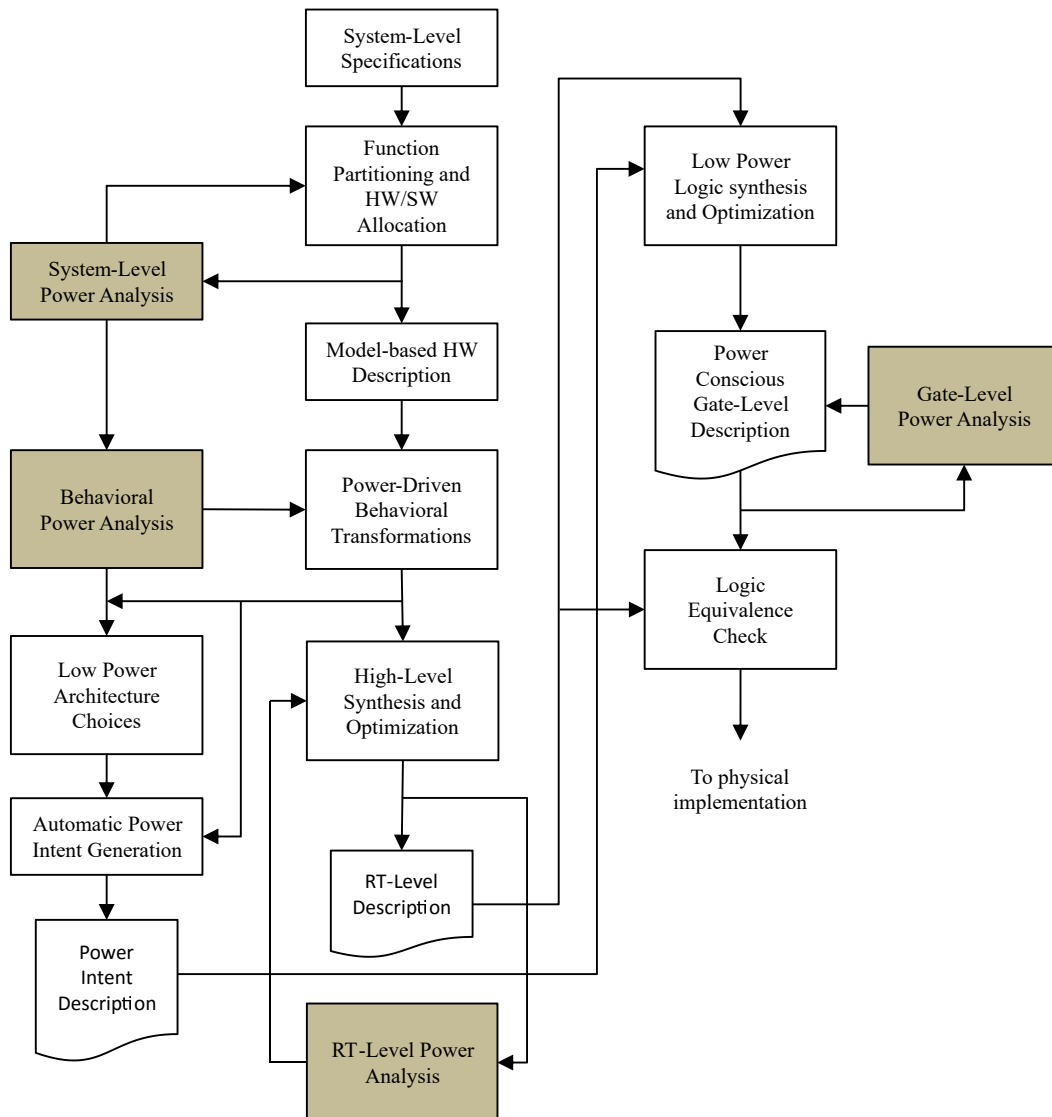 System-Level
Specifications
Function
Partitioning and
HW/SW
Allocation
System-Level
Power Analysis
Model-based HW
Description
Behavioral
Power Analysis
Power-Driven
Behavioral
Transformations
Low Power
Architecture
Choices
High-Level
Synthesis and
Optimization
Automatic Power
Intent Generation
RT-Level
Description
Power
Intent
Description
RT-Level Power
Analysis
Low Power
Logic synthesis
and Optimization
Power
Conscious
Gate-Level
Description
Gate-Level
Power Analysis
Logic
Equivalence
Check
To physical
implementation